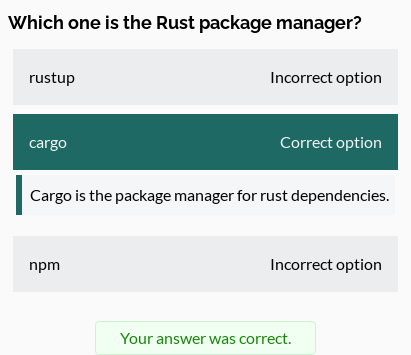 Which one is the Rust package manager?
rustup Incorrect option
cargo Correct option
Cargo is the package manager for rust dependencies.
npm Incorrect option
Your answer was correct.